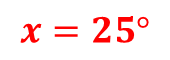 x = 25°